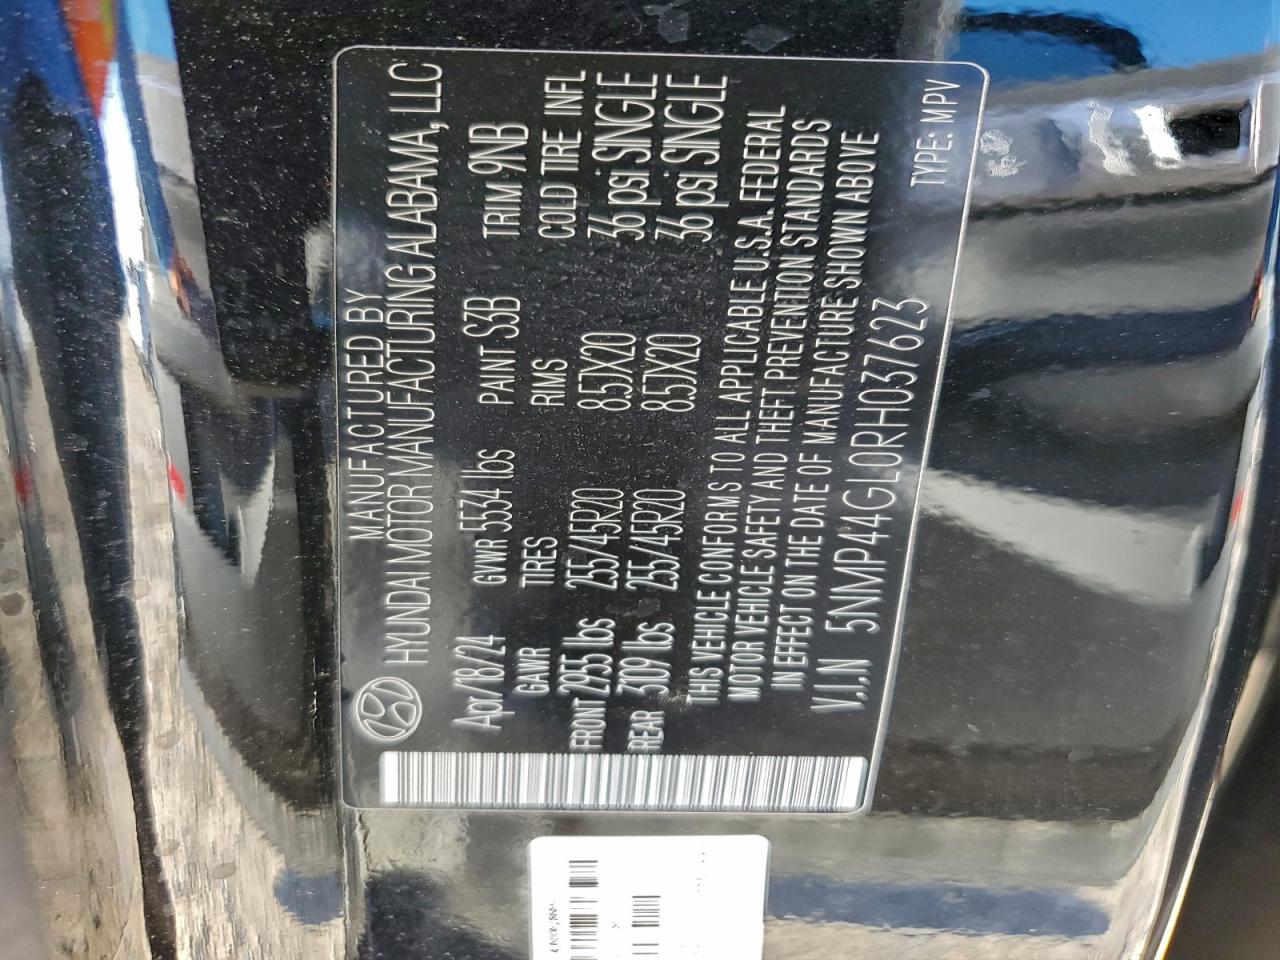 MANUFACTURED BY
HYUNDAI MOTOR MANUFACTURING ALABAMA, LLC
Apr/18/24 GVWR 5534 lbs PAINT S3B TRIM 9NB
GAWR TIRES RIMS COLD TIRE INFL
FRONT 2955 lbs 255/45R20 8.5JX20 36 psi SINGLE
REAR 3109 lbs 255/45R20 8.5JX20 36 psi SINGLE
THIS VEHICLE CONFORMS TO ALL APPLICABLE U.S.A. FEDERAL
MOTOR VEHICLE SAFETY AND THEFT PREVENTION STANDARDS
IN EFFECT ON THE DATE OF MANUFACTURE SHOWN ABOVE
V.I.N 5NMP44GL0RH037623 TYPE: MPV